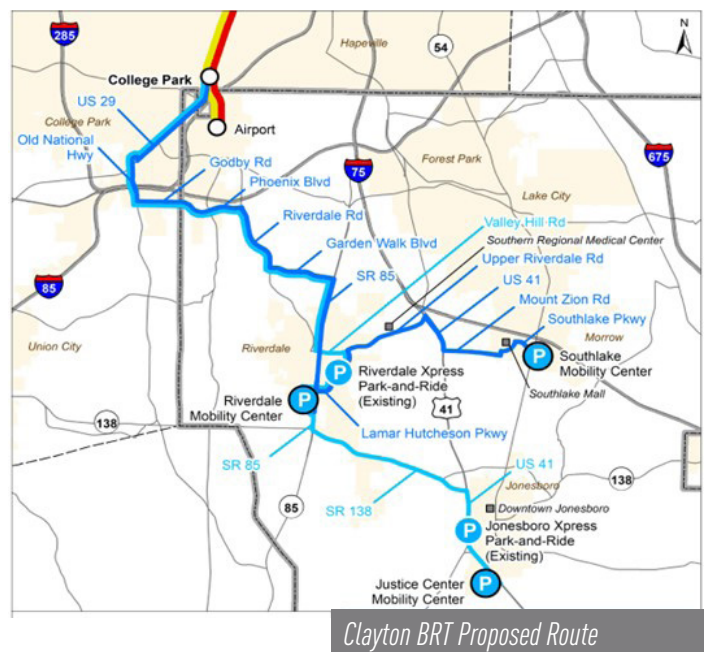 N
285
54
Hapeville
College Park
US 29
College Park
Airport
Old National
Hwy
Godby Rd
Phoenix Blvd
75
Forest Park
675
Lake City
Riverdale Rd
Valley Hill Rd
Southern Regional Medical Center
Garden Walk Blvd
Upper Riverdale Rd
SR 85
US 41
85
Mount Zion Rd
Southlake Pkwy
Union City
Riverdale
Morrow
P
Southlake
Mobility Center
P
Riverdale Xpress
Park-and-Ride
(Existing)
Southlake Mall
P
Riverdale
Mobility Center
41
138
Lamar Hutcheson Pkwy
SR 85
US 41
138
Jonesboro
85
SR 138
Downtown Jonesboro
P
Jonesboro Xpress
Park-and-Ride
(Existing)
P
Justice Center
Mobility Center
Clayton BRT Proposed Route